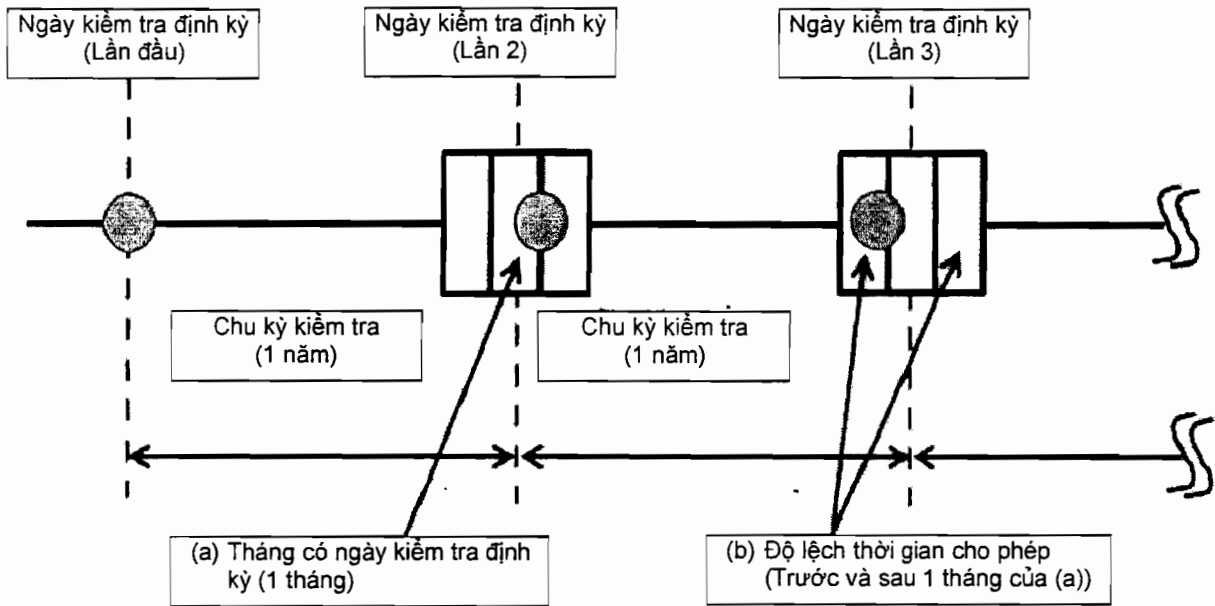 Ngày kiểm tra định kỳ
(Lần đầu)
Ngày kiểm tra định kỳ
(Lần 2)
Ngày kiểm tra định kỳ
(Lần 3)
Chu kỳ kiểm tra
(1 năm)
Chu kỳ kiểm tra
(1 năm)
(a) Tháng có ngày kiểm tra định
kỳ (1 tháng)
(b) Độ lệch thời gian cho phép
(Trước và sau 1 tháng của (a))